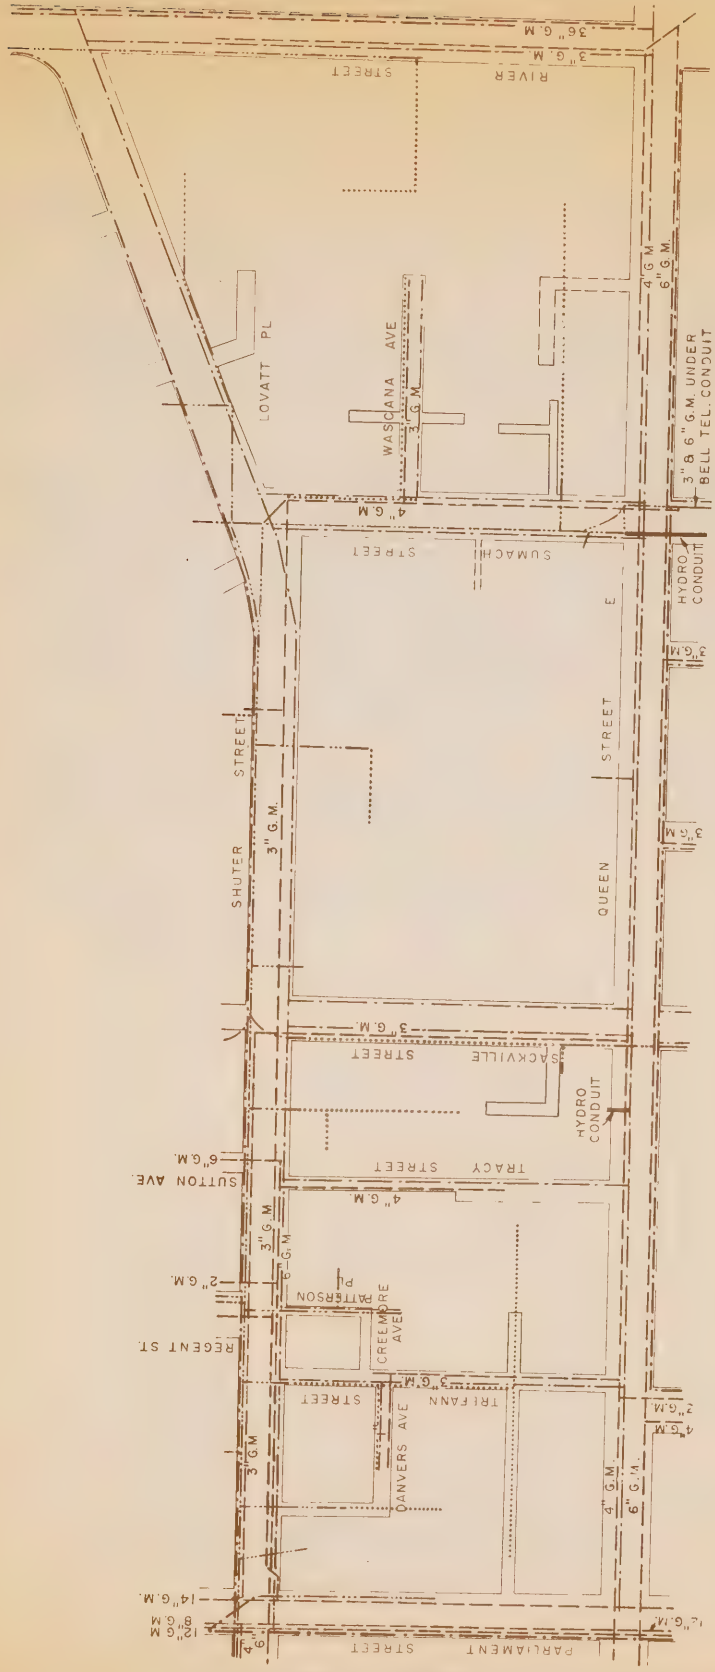 36" G.M.
3" G.M.
RIVER STREET
LOVATT PL
WASCANA AVE
3" G M
4" G M
6" G.M.
3" & 6" G.M. UNDER
BELL TEL. CONDUIT
4" G.M
SUMACH STREET
HYDRO
CONDUIT
3" G.M
SHUTER STREET
3" G.M.
QUEEN STREET E
3" G M
3" G.M.
SACKVILLE STREET
HYDRO
CONDUIT
6" G.M.
SUTTON AVE.
TRACY STREET
4" G.M.
3" G M
6" G.M
2" G.M.
PATTERSON
PL
CREEMORE
AVE
REGENT ST.
3" G.M.
TRIFANN STREET
3" G.M.
4" G.M
3" G M
DANVERS AVE
4" G.M.
6" G.M.
14" G.M.
8" G M
12" G M
4"
6"
12" G.M.
PARLIAMENT STREET